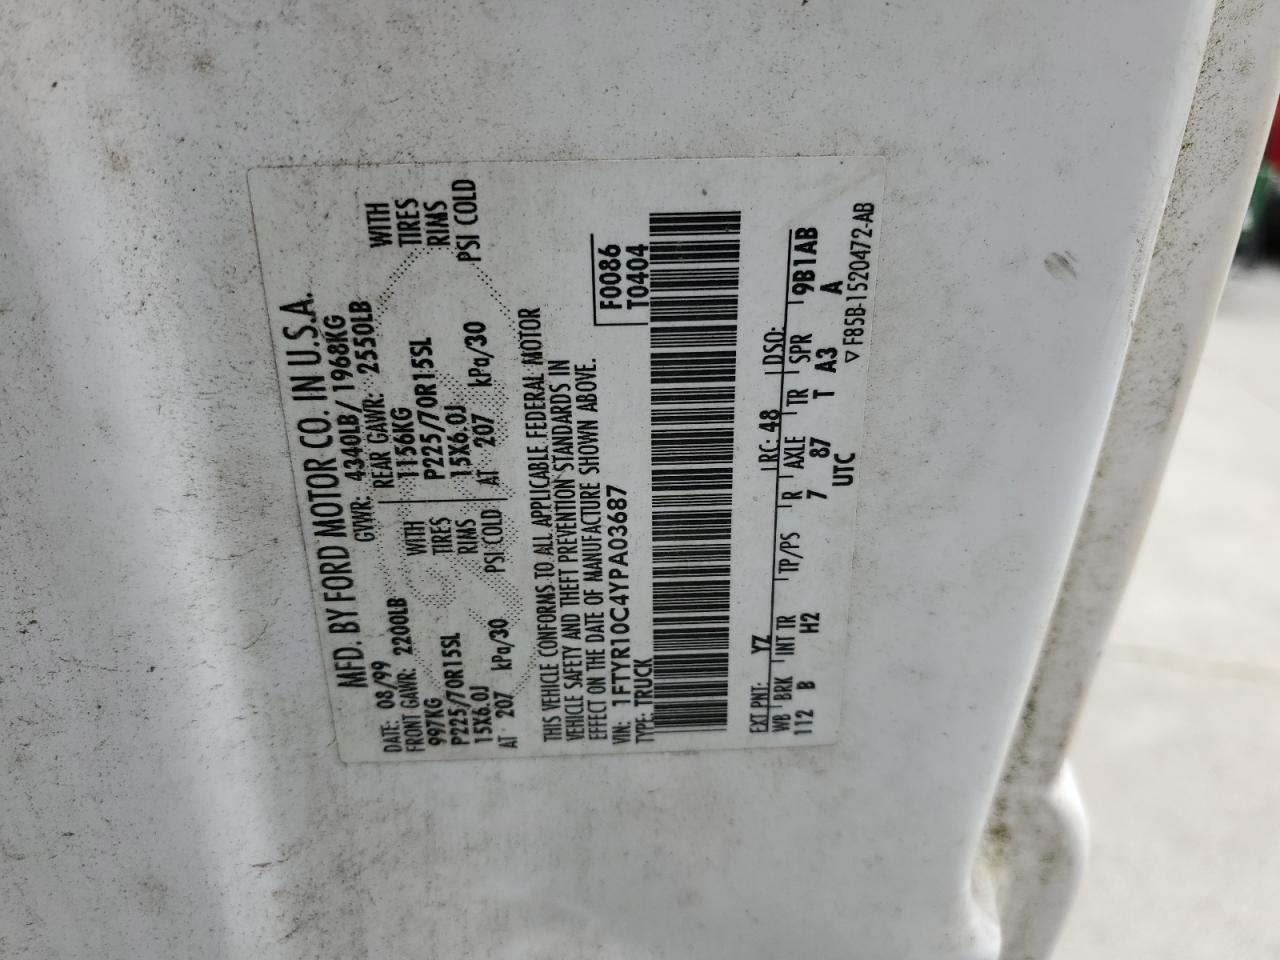 MFD. BY FORD MOTOR CO. IN U.S.A.
DATE: 08/99 GVWR: 4340LB/ 1968KG
FRONT GAWR: 2200LB REAR GAWR: 2550LB
997KG WITH 1156KG WITH
P225/70R15SL TIRES P225/70R15SL TIRES
15X6.0J RIMS 15X6.0J RIMS
AT 207 kPa/30 PSI COLD AT 207 kPa/30 PSI COLD
THIS VEHICLE CONFORMS TO ALL APPLICABLE FEDERAL MOTOR
VEHICLE SAFETY AND THEFT PREVENTION STANDARDS IN
EFFECT ON THE DATE OF MANUFACTURE SHOWN ABOVE.
VIN: 1FTYR10C4YPA03687 F0086
TYPE: TRUCK T0404
EXT PNT: YZ RC: 48 DSO:
WB BRK INT TR TP/PS R AXLE TR SPR 9B1AB
112 B H2 7 87 T A3 A
UTC
▽ F85B-1520472-AB